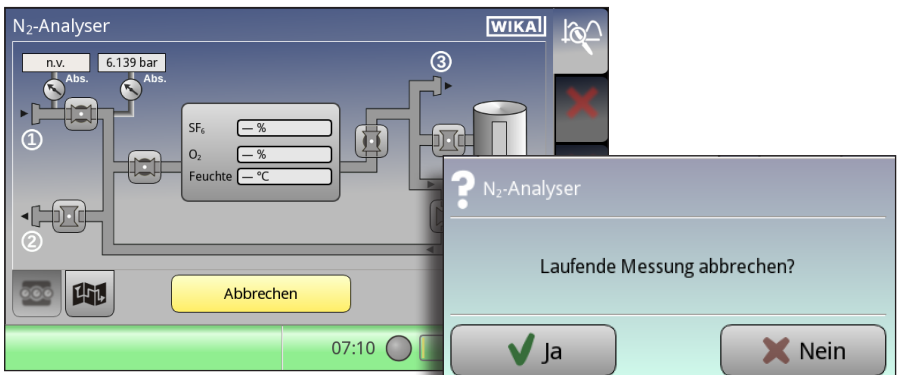 N₂-Analyser
WIKA
n.v.
6.139 bar
Abs.
Abs.
③
①
SF₆
— %
O₂
— %
Feuchte
— °C
②
Abbrechen
07:10
? N₂-Analyser
Laufende Messung abbrechen?
Ja
Nein